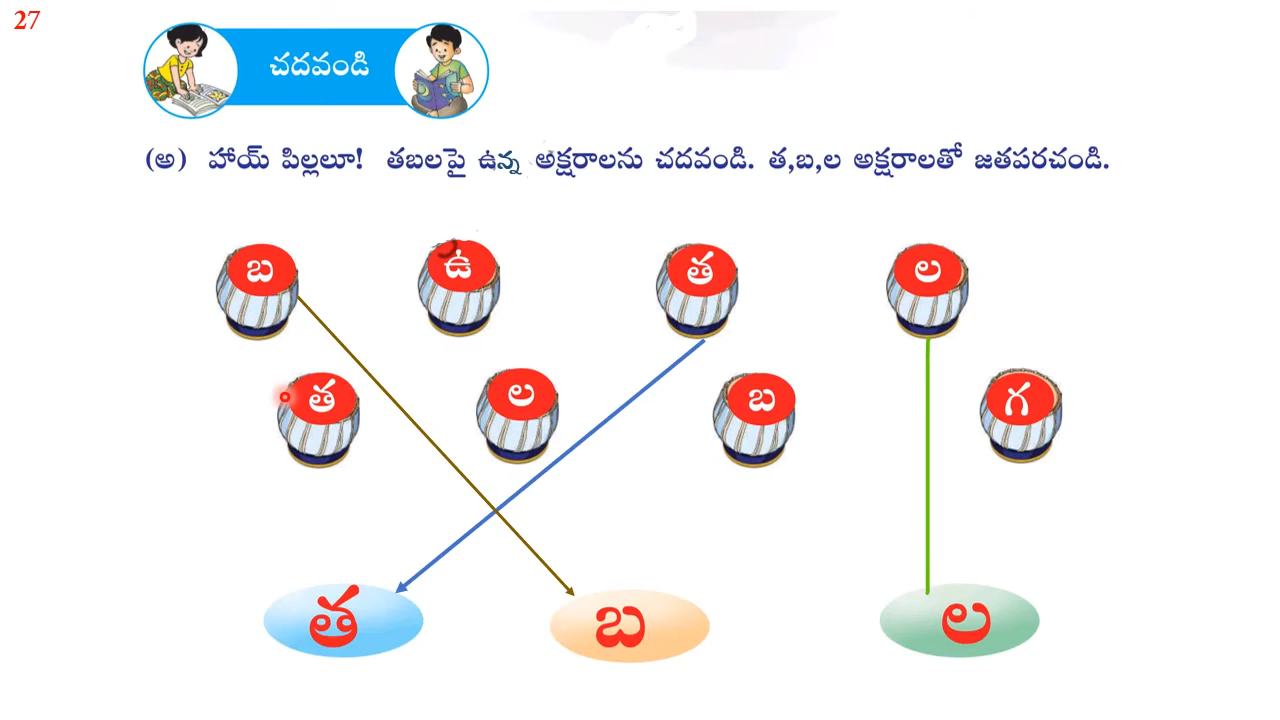 27
చదవండి
(అ) హాయ్ పిల్లలూ! తబలపై ఉన్న అక్షరాలను చదవండి. త,బ,ల అక్షరాలతో జతపరచండి.
బ ఉ త ల
త ల బ గ
త బ ల